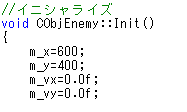 //イニシャライズ
void CObjEnemy::Init()
{
    m_x=600;
    m_y=400;
    m_vx=0.0f;
    m_vy=0.0f;